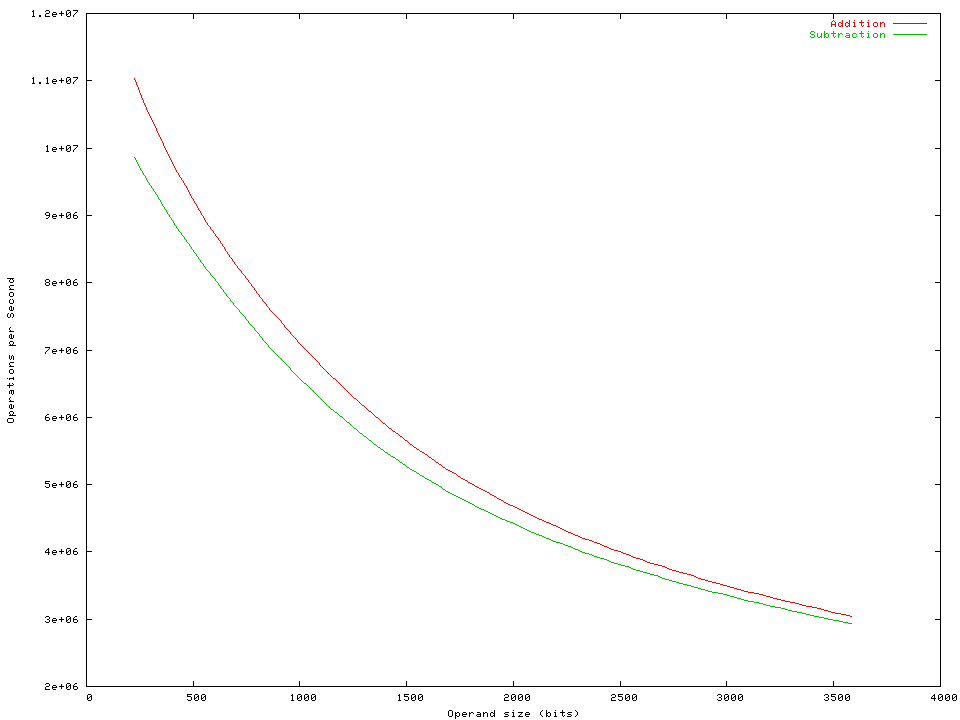 1.2e+07
1.1e+07
1e+07
9e+06
8e+06
7e+06
6e+06
5e+06
4e+06
3e+06
2e+06
Operations per Second
Addition
Subtraction
0 500 1000 1500 2000 2500 3000 3500 4000
Operand size (bits)